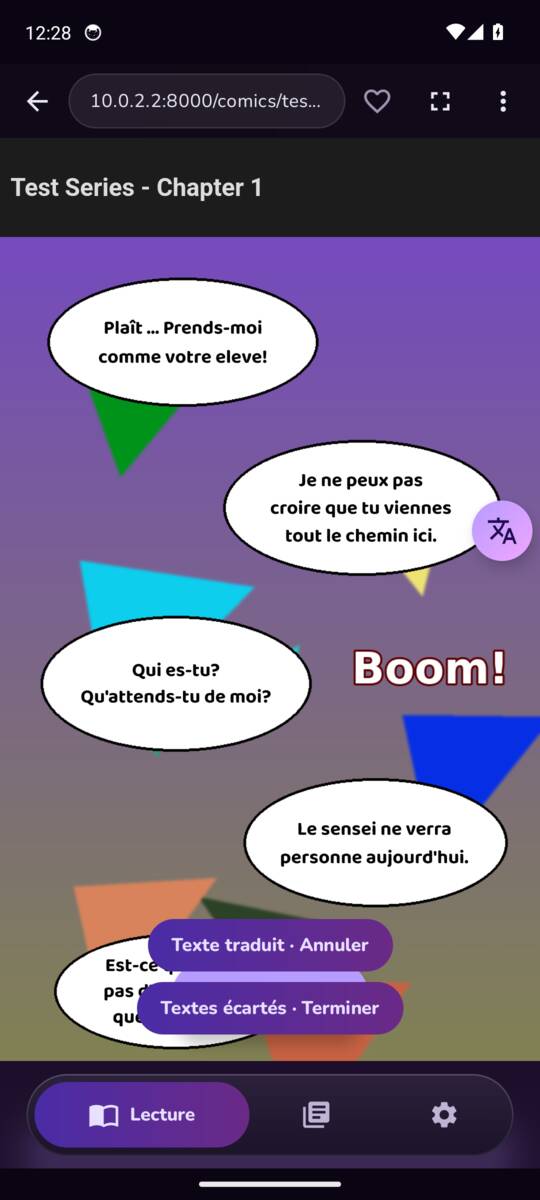 12:28
10.0.2.2:8000/comics/tes...
Test Series - Chapter 1
Plaît ... Prends-moi
comme votre eleve!
Je ne peux pas
croire que tu viennes
tout le chemin ici.
Qui es-tu?
Qu'attends-tu de moi?
Boom!
Le sensei ne verra
personne aujourd'hui.
Est-ce
pas
Texte traduit · Annuler
Textes écartés · Terminer
Lecture